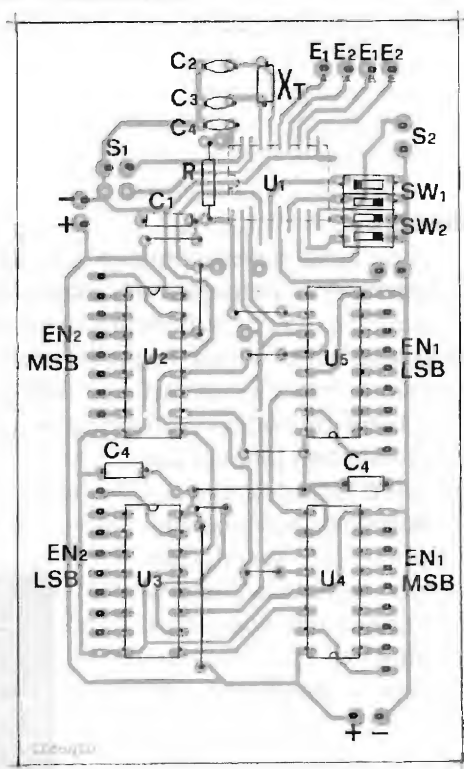 C2
E1 E2 E1 E2
XT
C3
C4
S2
S1
R
U1
SW1
-
C1
+
SW2
EN2
MSB
U2
U5
EN1
LSB
C4
C4
EN2
LSB
U3
U4
EN1
MSB
+ -